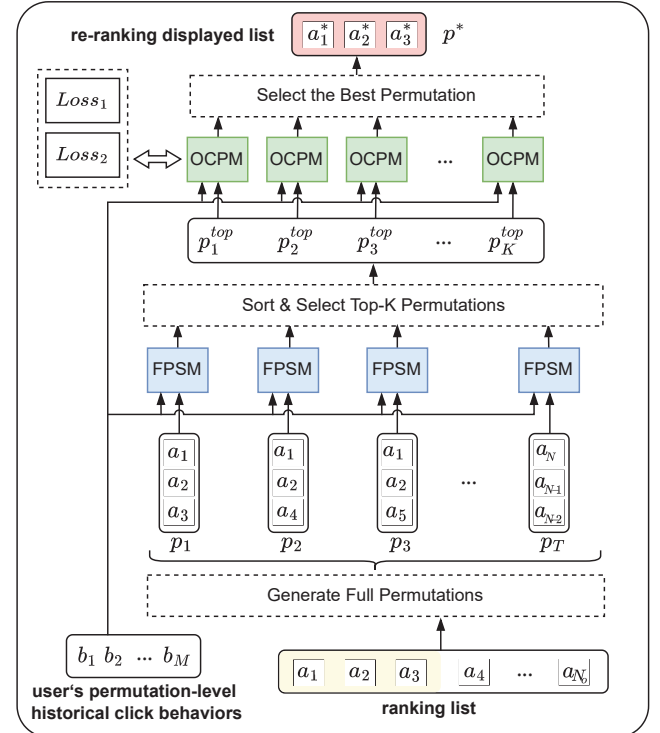 re-ranking displayed list
a*1 a*2 a*3 p*
Select the Best Permutation
Loss1
Loss2
OCPM OCPM OCPM ... OCPM
p1top p2top p3top ... pKtop
Sort & Select Top-K Permutations
FPSM FPSM FPSM FPSM
a1 a1 a1 aN
a2 a2 a2 ... aN-1
a3 a4 a5 aN-2
p1 p2 p3 pT
Generate Full Permutations
b1 b2 ... bM
a1 a2 a3 a4 ... aNo
user's permutation-level
historical click behaviors
ranking list